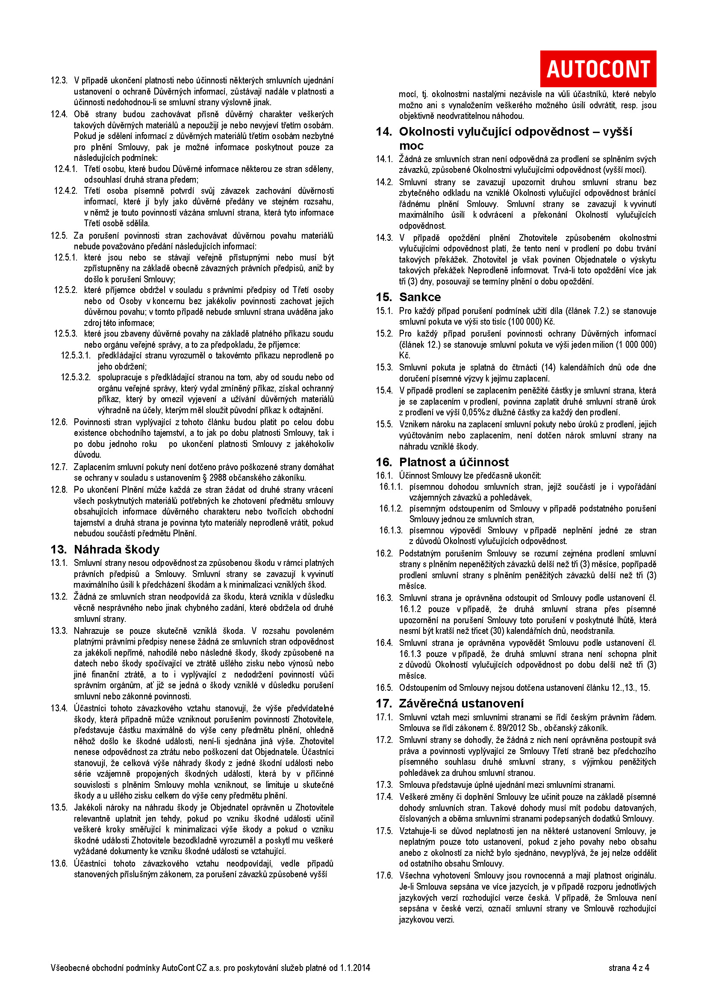 12.3. V případě ukončení platnosti nebo účinnosti některých smluvních ujednání
ustanovení o ochraně Důvěrných informací, zůstávají nadále v platnosti a
účinnosti nedohodnou-li se smluvní strany výslovně jinak.
12.4. Obě strany budou zachovávat přísně důvěrný charakter veškerých
takových důvěrných materiálů a nepoužijí je nebo nevyjeví třetím osobám.
Pokud je sdělení informací z důvěrných materiálů třetím osobám nezbytné
pro plnění Smlouvy, pak je možné informace poskytnout pouze za
následujících podmínek:
12.4.1. Třetí osobu, které budou Důvěrné informace některou ze stran sděleny,
odsouhlasí druhá strana předem;
12.4.2. Třetí osoba písemně potvrdí svůj závazek zachování důvěrnosti
informací, které jí byly jako důvěrné předány ve stejném rozsahu,
v němž je touto povinností vázána smluvní strana, která tyto informace
Třetí osobě sdělila.
12.5. Za porušení povinnosti stran zachovávat důvěrnou povahu materiálů
nebude považováno předání následujících informací:
12.5.1. které jsou nebo se stávají veřejně přístupnými nebo musí být
zpřístupněny na základě obecně závazných právních předpisů, aniž by
došlo k porušení Smlouvy;
12.5.2. které příjemce obdržel v souladu s právními předpisy od Třetí osoby
nebo od Osoby v koncernu bez jakékoliv povinnosti zachovat jejich
důvěrnou povahu; v tomto případě nebude smluvní strana uváděna jako
zdroj této informace;
12.5.3. které jsou zbaveny důvěrné povahy na základě platného příkazu soudu
nebo orgánu veřejné správy, a to za předpokladu, že příjemce:
12.5.3.1. předkládající stranu vyrozuměl o takovémto příkazu neprodleně po
jeho obdržení;
12.5.3.2. spolupracuje s předkládající stranou na tom, aby od soudu nebo od
orgánu veřejné správy, který vydal zmíněný příkaz, získal ochranný
příkaz, který by omezil vyjevení a užívání důvěrných materiálů
výhradně na účely, kterým měl sloužit původní příkaz k odtajnění.
12.6. Povinnosti stran vyplývající z tohoto článku budou platit po celou dobu
existence obchodního tajemství, a to jak po dobu platnosti Smlouvy, tak i
po dobu jednoho roku po ukončení platnosti Smlouvy z jakéhokoliv
důvodu.
12.7. Zaplacením smluvní pokuty není dotčeno právo poškozené strany domáhat
se ochrany v souladu s ustanovením § 2988 občanského zákoníku.
12.8. Po ukončení Plnění může každá ze stran žádat od druhé strany vrácení
všech poskytnutých materiálů potřebných ke zhotovení předmětu smlouvy
obsahujících informace důvěrného charakteru nebo tvořících obchodní
tajemství a druhá strana je povinna tyto materiály neprodleně vrátit, pokud
nebudou součástí předmětu Plnění.
13. Náhrada škody
13.1. Smluvní strany nesou odpovědnost za způsobenou škodu v rámci platných
právních předpisů a Smlouvy. Smluvní strany se zavazují k vyvinutí
maximálního úsilí k předcházení škodám a k minimalizaci vzniklých škod.
13.2. Žádná ze smluvních stran neodpovídá za škodu, která vznikla v důsledku
věcně nesprávného nebo jinak chybného zadání, které obdržela od druhé
smluvní strany.
13.3. Nahrazuje se pouze skutečně vzniklá škoda. V rozsahu povoleném
platnými právními předpisy nenese žádná ze smluvních stran odpovědnost
za jakékoli nepřímé, nahodilé nebo následné škody, škody způsobené na
datech nebo škody spočívající ve ztrátě ušlého zisku nebo výnosů nebo
jiné finanční ztrátě, a to i vyplývající z nedodržení povinností vůči
správním orgánům, ať již se jedná o škody vzniklé v důsledku porušení
smluvní nebo zákonné povinnosti.
13.4. Účastníci tohoto závazkového vztahu stanovují, že výše předvídatelné
škody, která případně může vzniknout porušením povinností Zhotovitele,
představuje částku maximálně do výše ceny předmětu plnění, ohledně
něhož došlo ke škodné události, není-li sjednána jiná výše. Zhotovitel
nenese odpovědnost za ztrátu nebo poškození dat Objednatele. Účastníci
stanovují, že celková výše náhrady škody z jedné škodní události nebo
série vzájemně propojených škodných událostí, která by v příčinné
souvislosti s plněním Smlouvy mohla vzniknout, se limituje u skutečné
škody a u ušlého zisku celkem do výše ceny předmětu plnění.
13.5. Jakékoli nároky na náhradu škody je Objednatel oprávněn u Zhotovitele
relevantně uplatnit jen tehdy, pokud po vzniku škodné události učinil
veškeré kroky směřující k minimalizaci výše škody a pokud o vzniku
škodné události Zhotovitele bezodkladně vyrozuměl a poskytl mu veškeré
vyžádané dokumenty ke vzniku škodné události se vztahující.
13.6. Účastníci tohoto závazkového vztahu neodpovídají, vedle případů
stanovených příslušným zákonem, za porušení závazků způsobené vyšší
AUTOCONT
mocí, tj. okolnostmi nastalými nezávisle na vůli účastníků, které nebylo
možno ani s vynaložením veškerého možného úsilí odvrátit, resp. jsou
objektivně neodvratitelnou náhodou.
14. Okolnosti vylučující odpovědnost – vyšší
moc
14.1. Žádná ze smluvních stran není odpovědná za prodlení se splněním svých
závazků, způsobené Okolnostmi vylučujícími odpovědnost (vyšší mocí).
14.2. Smluvní strany se zavazují upozornit druhou smluvní stranu bez
zbytečného odkladu na vzniklé Okolnosti vylučující odpovědnost bránící
řádnému plnění Smlouvy. Smluvní strany se zavazují k vyvinutí
maximálního úsilí k odvrácení a překonání Okolností vylučujících
odpovědnost.
14.3. V případě opoždění plnění Zhotovitele způsobeném okolnostmi
vylučujícími odpovědnost platí, že tento není v prodlení po dobu trvání
takových překážek. Zhotovitel je však povinen Objednatele o výskytu
takových překážek Neprodleně informovat. Trvá-li toto opoždění více jak
tři (3) dny, posouvají se termíny plnění o dobu opoždění.
15. Sankce
15.1. Pro každý případ porušení podmínek užití díla (článek 7.2.) se stanovuje
smluvní pokuta ve výši sto tisíc (100 000) Kč.
15.2. Pro každý případ porušení povinnosti ochrany Důvěrných informací
(článek 12.) se stanovuje smluvní pokuta ve výši jeden milion (1 000 000)
Kč.
15.3. Smluvní pokuta je splatná do čtrnácti (14) kalendářních dnů ode dne
doručení písemné výzvy k jejímu zaplacení.
15.4. V případě prodlení se zaplacením peněžité částky je smluvní strana, která
je se zaplacením v prodlení, povinna zaplatit druhé smluvní straně úrok
z prodlení ve výší 0,05% z dlužné částky za každý den prodlení.
15.5. Vznikem nároku na zaplacení smluvní pokuty nebo úroků z prodlení, jejich
vyúčtováním nebo zaplacením, není dotčen nárok smluvní strany na
náhradu vzniklé škody.
16. Platnost a účinnost
16.1. Účinnost Smlouvy lze předčasně ukončit:
16.1.1. písemnou dohodou smluvních stran, jejíž součástí je i vypořádání
vzájemných závazků a pohledávek,
16.1.2. písemným odstoupením od Smlouvy v případě podstatného porušení
Smlouvy jednou ze smluvních stran,
16.1.3. písemnou výpovědí Smlouvy v případě neplnění jedné ze stran
z důvodů Okolností vylučujících odpovědnost.
16.2. Podstatným porušením Smlouvy se rozumí zejména prodlení smluvní
strany s plněním nepeněžitých závazků delší než tři (3) měsíce, popřípadě
prodlení smluvní strany s plněním peněžitých závazků delší než tři (3)
měsíce.
16.3. Smluvní strana je oprávněna odstoupit od Smlouvy podle ustanovení čl.
16.1.2 pouze v případě, že druhá smluvní strana přes písemné
upozornění na porušení Smlouvy toto porušení v poskytnuté lhůtě, která
nesmí být kratší než třicet (30) kalendářních dnů, neodstranila.
16.4. Smluvní strana je oprávněna vypovědět Smlouvu podle ustanovení čl.
16.1.3 pouze v případě, že druhá smluvní strana není schopna plnit
z důvodů Okolností vylučujících odpovědnost po dobu delší než tři (3)
měsíce.
16.5. Odstoupením od Smlouvy nejsou dotčena ustanovení článku 12.,13., 15.
17. Závěrečná ustanovení
17.1. Smluvní vztah mezi smluvními stranami se řídí českým právním řádem.
Smlouva se řídí zákonem č. 89/2012 Sb., občanský zákoník.
17.2. Smluvní strany se dohodly, že žádná z nich není oprávněna postoupit svá
práva a povinnosti vyplývající ze Smlouvy Třetí straně bez předchozího
písemného souhlasu druhé smluvní strany, s výjimkou peněžitých
pohledávek za druhou smluvní stranou.
17.3. Smlouva představuje úplné ujednání mezi smluvními stranami.
17.4. Veškeré změny či doplnění Smlouvy lze učinit pouze na základě písemné
dohody smluvních stran. Takové dohody musí mít podobu datovaných,
číslovaných a oběma smluvními stranami podepsaných dodatků Smlouvy.
17.5. Vztahuje-li se důvod neplatnosti jen na některé ustanovení Smlouvy, je
neplatným pouze toto ustanovení, pokud z jeho povahy nebo obsahu
anebo z okolností za nichž bylo sjednáno, nevyplývá, že jej nelze oddělit
od ostatního obsahu Smlouvy.
17.6. Všechna vyhotovení Smlouvy jsou rovnocenná a mají platnost originálu.
Je-li Smlouva sepsána ve více jazycích, je v případě rozporu jednotlivých
jazykových verzí rozhodující verze česká. V případě, že Smlouva není
sepsána v české verzi, označí smluvní strany ve Smlouvě rozhodující
jazykovou verzi.
Všeobecné obchodní podmínky AutoCont CZ a.s. pro poskytování služeb platné od 1.1.2014
strana 4 z 4